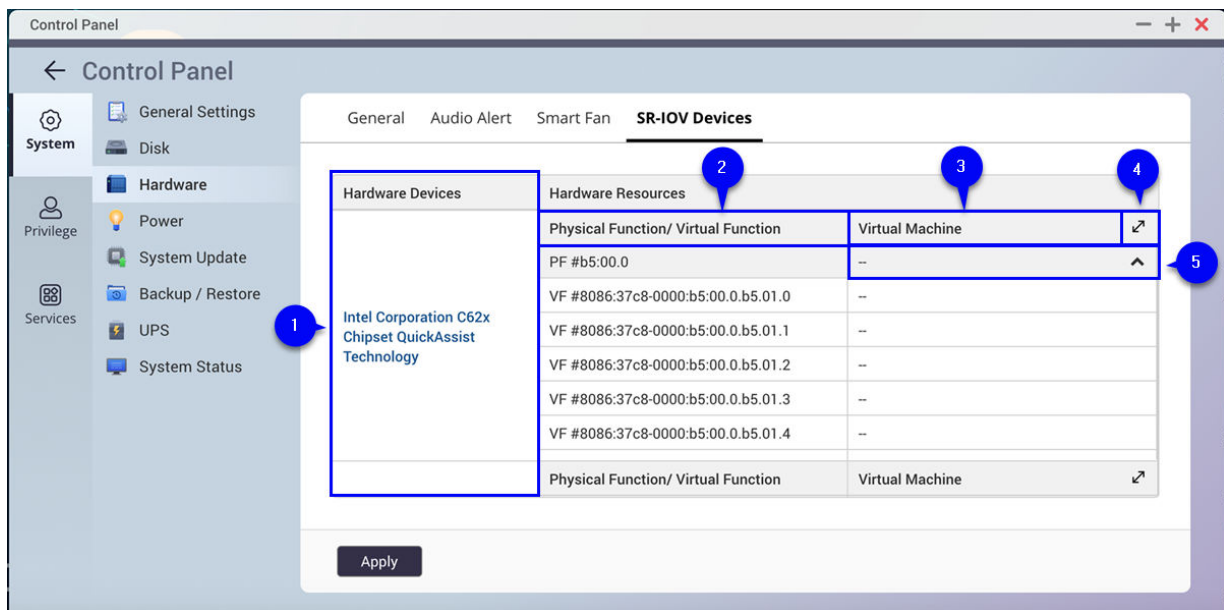 Control Panel
Control Panel
System
Privilege
Services
General Settings
Disk
Hardware
Power
System Update
Backup / Restore
UPS
System Status
General Audio Alert Smart Fan SR-IOV Devices
2 3 4
Hardware Devices Hardware Resources
Physical Function/ Virtual Function Virtual Machine
PF #b5:00.0 -- 5
VF #8086:37c8-0000:b5:00.0.b5.01.0 --
1
Intel Corporation C62x
Chipset QuickAssist
Technology
VF #8086:37c8-0000:b5:00.0.b5.01.1 --
VF #8086:37c8-0000:b5:00.0.b5.01.2 --
VF #8086:37c8-0000:b5:00.0.b5.01.3 --
VF #8086:37c8-0000:b5:00.0.b5.01.4 --
Physical Function/ Virtual Function Virtual Machine
Apply